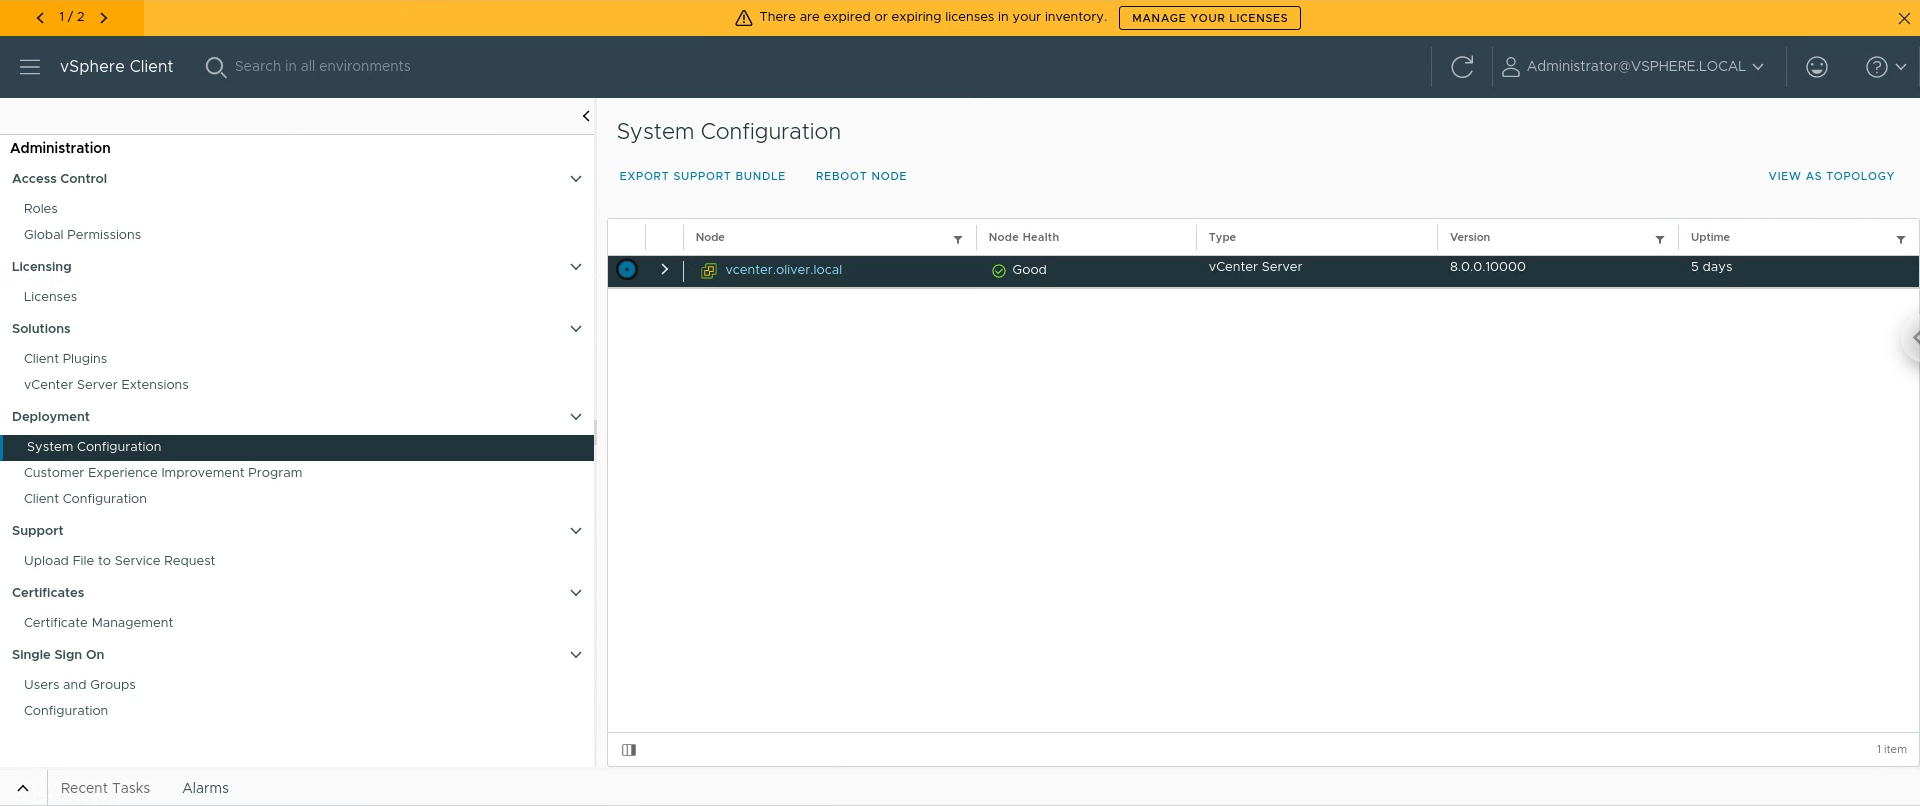 1 / 2
There are expired or expiring licenses in your inventory. MANAGE YOUR LICENSES
vSphere Client
Search in all environments
Administrator@VSPHERE.LOCAL
Administration
Access Control
Roles
Global Permissions
Licensing
Licenses
Solutions
Client Plugins
vCenter Server Extensions
Deployment
System Configuration
Customer Experience Improvement Program
Client Configuration
Support
Upload File to Service Request
Certificates
Certificate Management
Single Sign On
Users and Groups
Configuration
System Configuration
EXPORT SUPPORT BUNDLE REBOOT NODE VIEW AS TOPOLOGY
Node Node Health Type Version Uptime
vcenter.oliver.local Good vCenter Server 8.0.0.10000 5 days
1 item
Recent Tasks Alarms